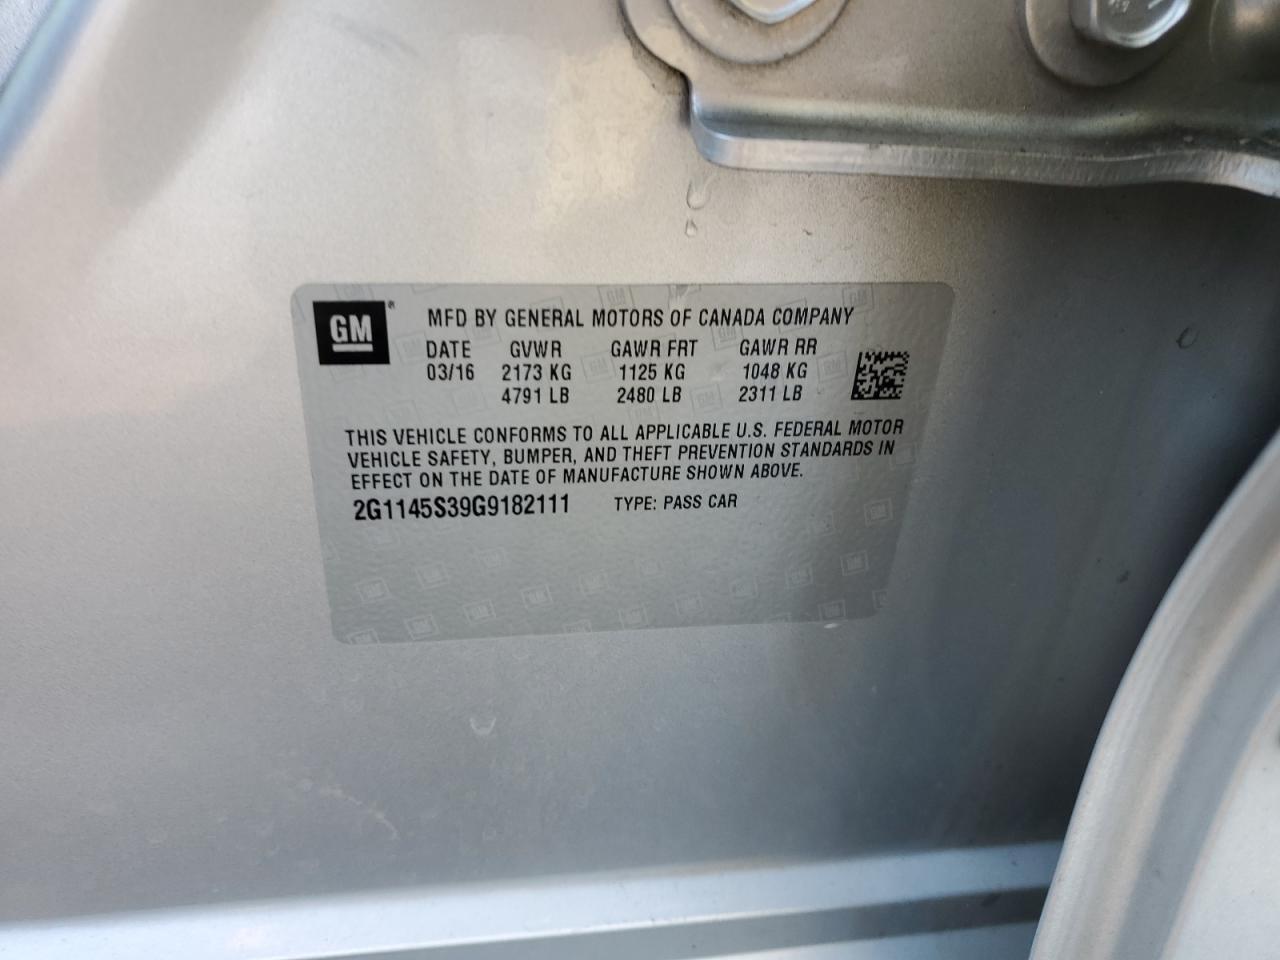 GM ® MFD BY GENERAL MOTORS OF CANADA COMPANY
DATE GVWR GAWR FRT GAWR RR
03/16 2173 KG 1125 KG 1048 KG
4791 LB 2480 LB 2311 LB
THIS VEHICLE CONFORMS TO ALL APPLICABLE U.S. FEDERAL MOTOR
VEHICLE SAFETY, BUMPER, AND THEFT PREVENTION STANDARDS IN
EFFECT ON THE DATE OF MANUFACTURE SHOWN ABOVE.
2G1145S39G9182111 TYPE: PASS CAR